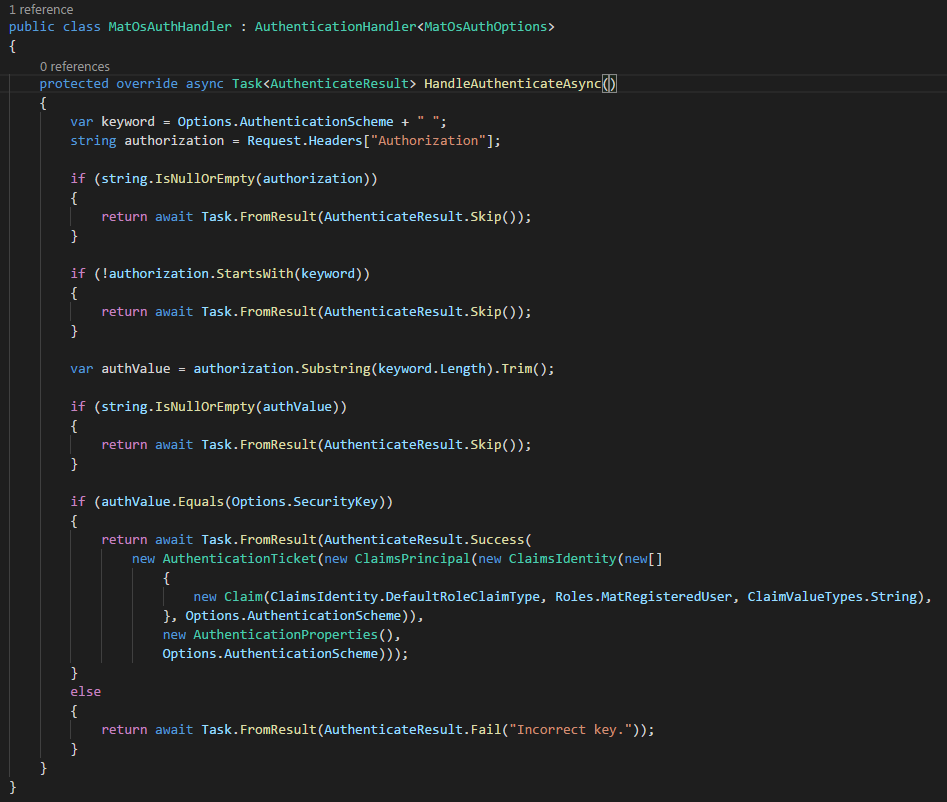 1 reference
public class MatOsAuthHandler : AuthenticationHandler<MatOsAuthOptions>
{
    0 references
    protected override async Task<AuthenticateResult> HandleAuthenticateAsync()
    {
        var keyword = Options.AuthenticationScheme + " ";
        string authorization = Request.Headers["Authorization"];

        if (string.IsNullOrEmpty(authorization))
        {
            return await Task.FromResult(AuthenticateResult.Skip());
        }

        if (!authorization.StartsWith(keyword))
        {
            return await Task.FromResult(AuthenticateResult.Skip());
        }

        var authValue = authorization.Substring(keyword.Length).Trim();

        if (string.IsNullOrEmpty(authValue))
        {
            return await Task.FromResult(AuthenticateResult.Skip());
        }

        if (authValue.Equals(Options.SecurityKey))
        {
            return await Task.FromResult(AuthenticateResult.Success(
                new AuthenticationTicket(new ClaimsPrincipal(new ClaimsIdentity(new[]
                    {
                        new Claim(ClaimsIdentity.DefaultRoleClaimType, Roles.MatRegisteredUser, ClaimValueTypes.String),
                    }, Options.AuthenticationScheme)),
                    new AuthenticationProperties(),
                    Options.AuthenticationScheme)));
        }
        else
        {
            return await Task.FromResult(AuthenticateResult.Fail("Incorrect key."));
        }
    }
}